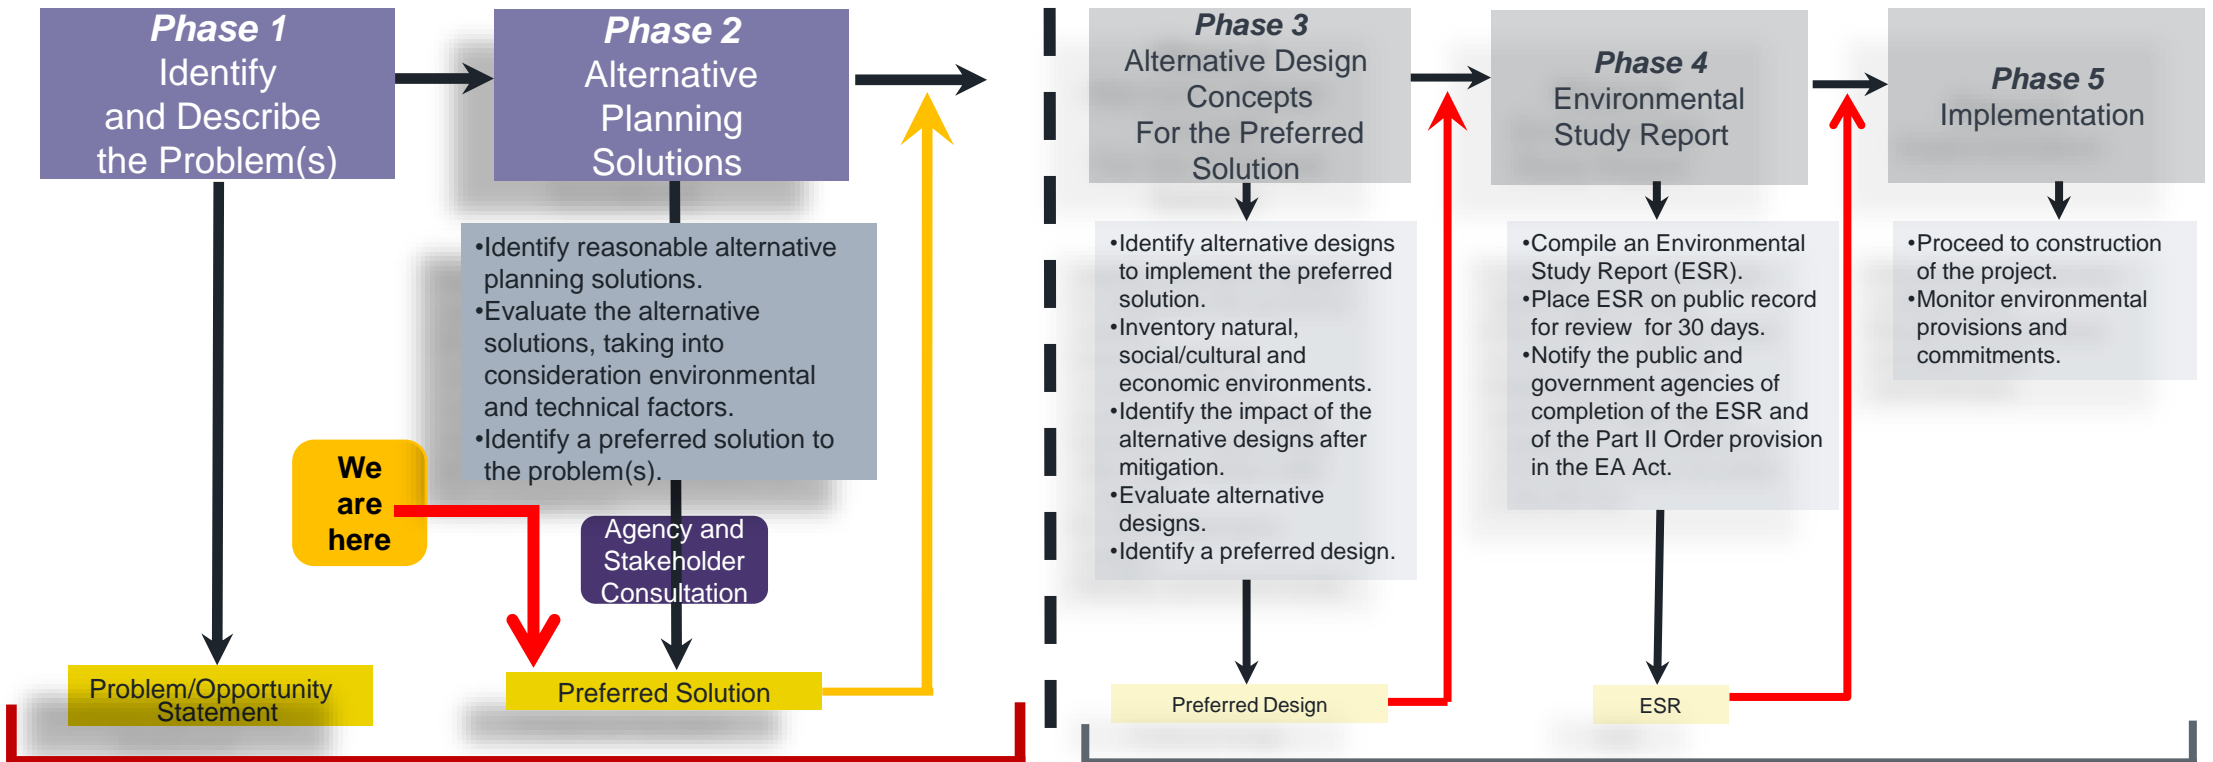 Phase 1
Identify
and Describe
the Problem(s)
Phase 2
Alternative
Planning
Solutions
•Identify reasonable alternative
planning solutions.
•Evaluate the alternative
solutions, taking into
consideration environmental
and technical factors.
•Identify a preferred solution to
the problem(s).
We
are
here
Agency and
Stakeholder
Consultation
Problem/Opportunity
Statement
Preferred Solution
Phase 3
Alternative Design
Concepts
For the Preferred
Solution
•Identify alternative designs
to implement the preferred
solution.
•Inventory natural,
social/cultural and
economic environments.
•Identify the impact of the
alternative designs after
mitigation.
•Evaluate alternative
designs.
•Identify a preferred design.
Preferred Design
Phase 4
Environmental
Study Report
•Compile an Environmental
Study Report (ESR).
•Place ESR on public record
for review for 30 days.
•Notify the public and
government agencies of
completion of the ESR and
of the Part II Order provision
in the EA Act.
ESR
Phase 5
Implementation
•Proceed to construction
of the project.
•Monitor environmental
provisions and
commitments.